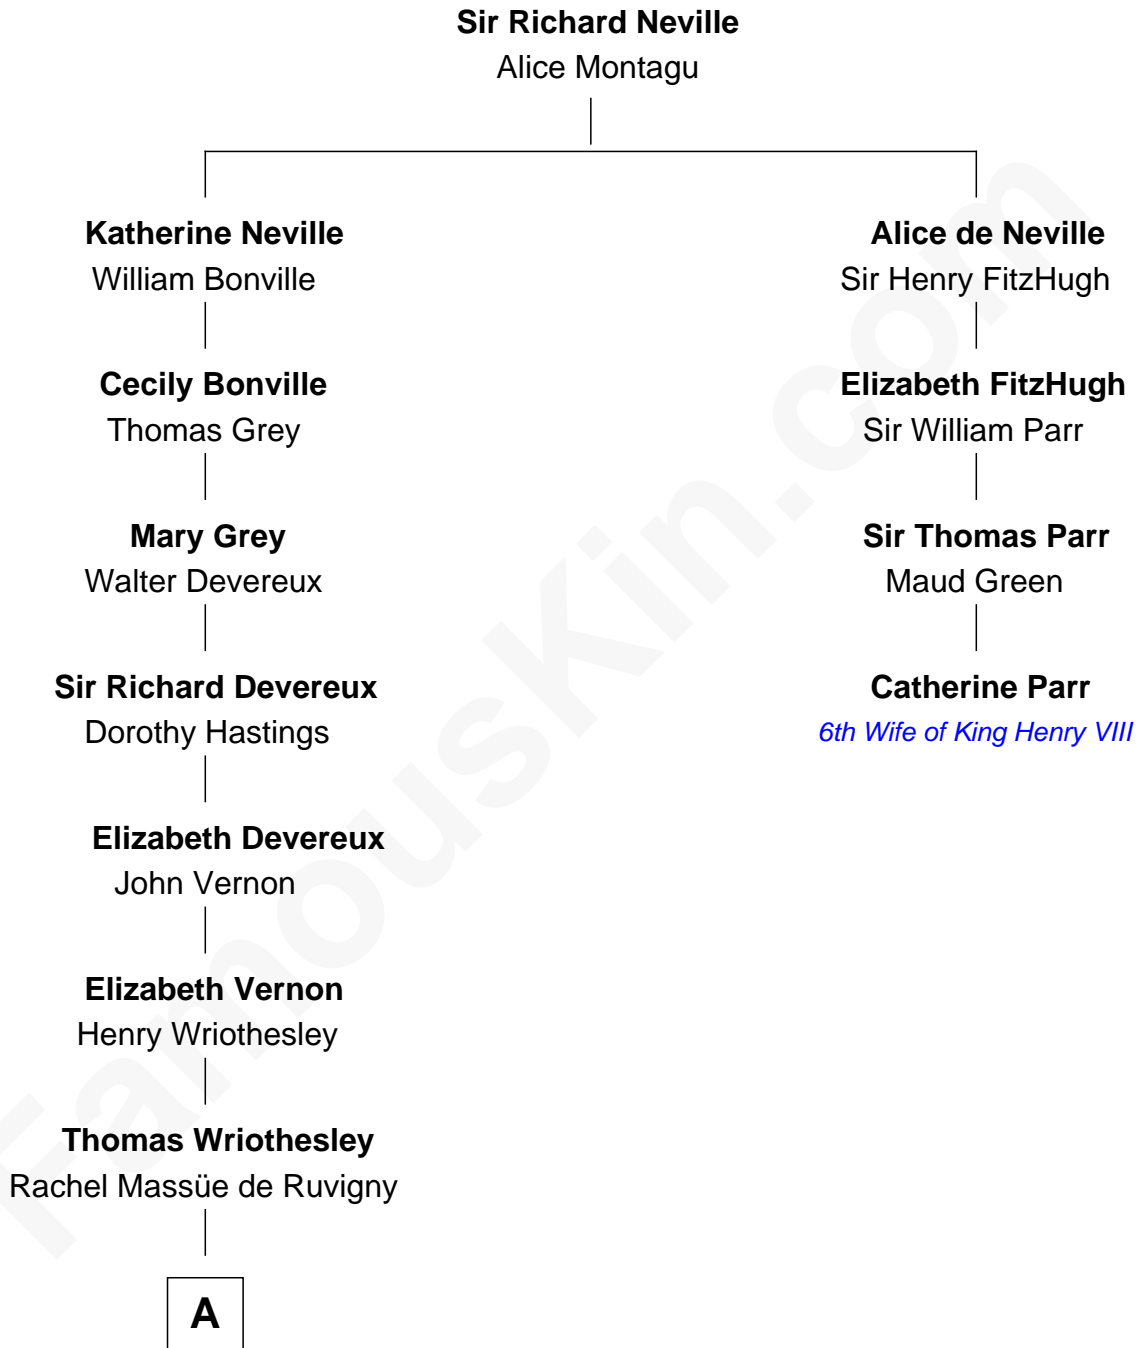 Sir Richard Neville
Alice Montagu
Katherine Neville
William Bonville
Alice de Neville
Sir Henry FitzHugh
Cecily Bonville
Thomas Grey
Elizabeth FitzHugh
Sir William Parr
Mary Grey
Walter Devereux
Sir Thomas Parr
Maud Green
Sir Richard Devereux
Dorothy Hastings
Catherine Parr
6th Wife of King Henry VIII
Elizabeth Devereux
John Vernon
Elizabeth Vernon
Henry Wriothesley
Thomas Wriothesley
Rachel Massüe de Ruvigny
A
FamousKin.com